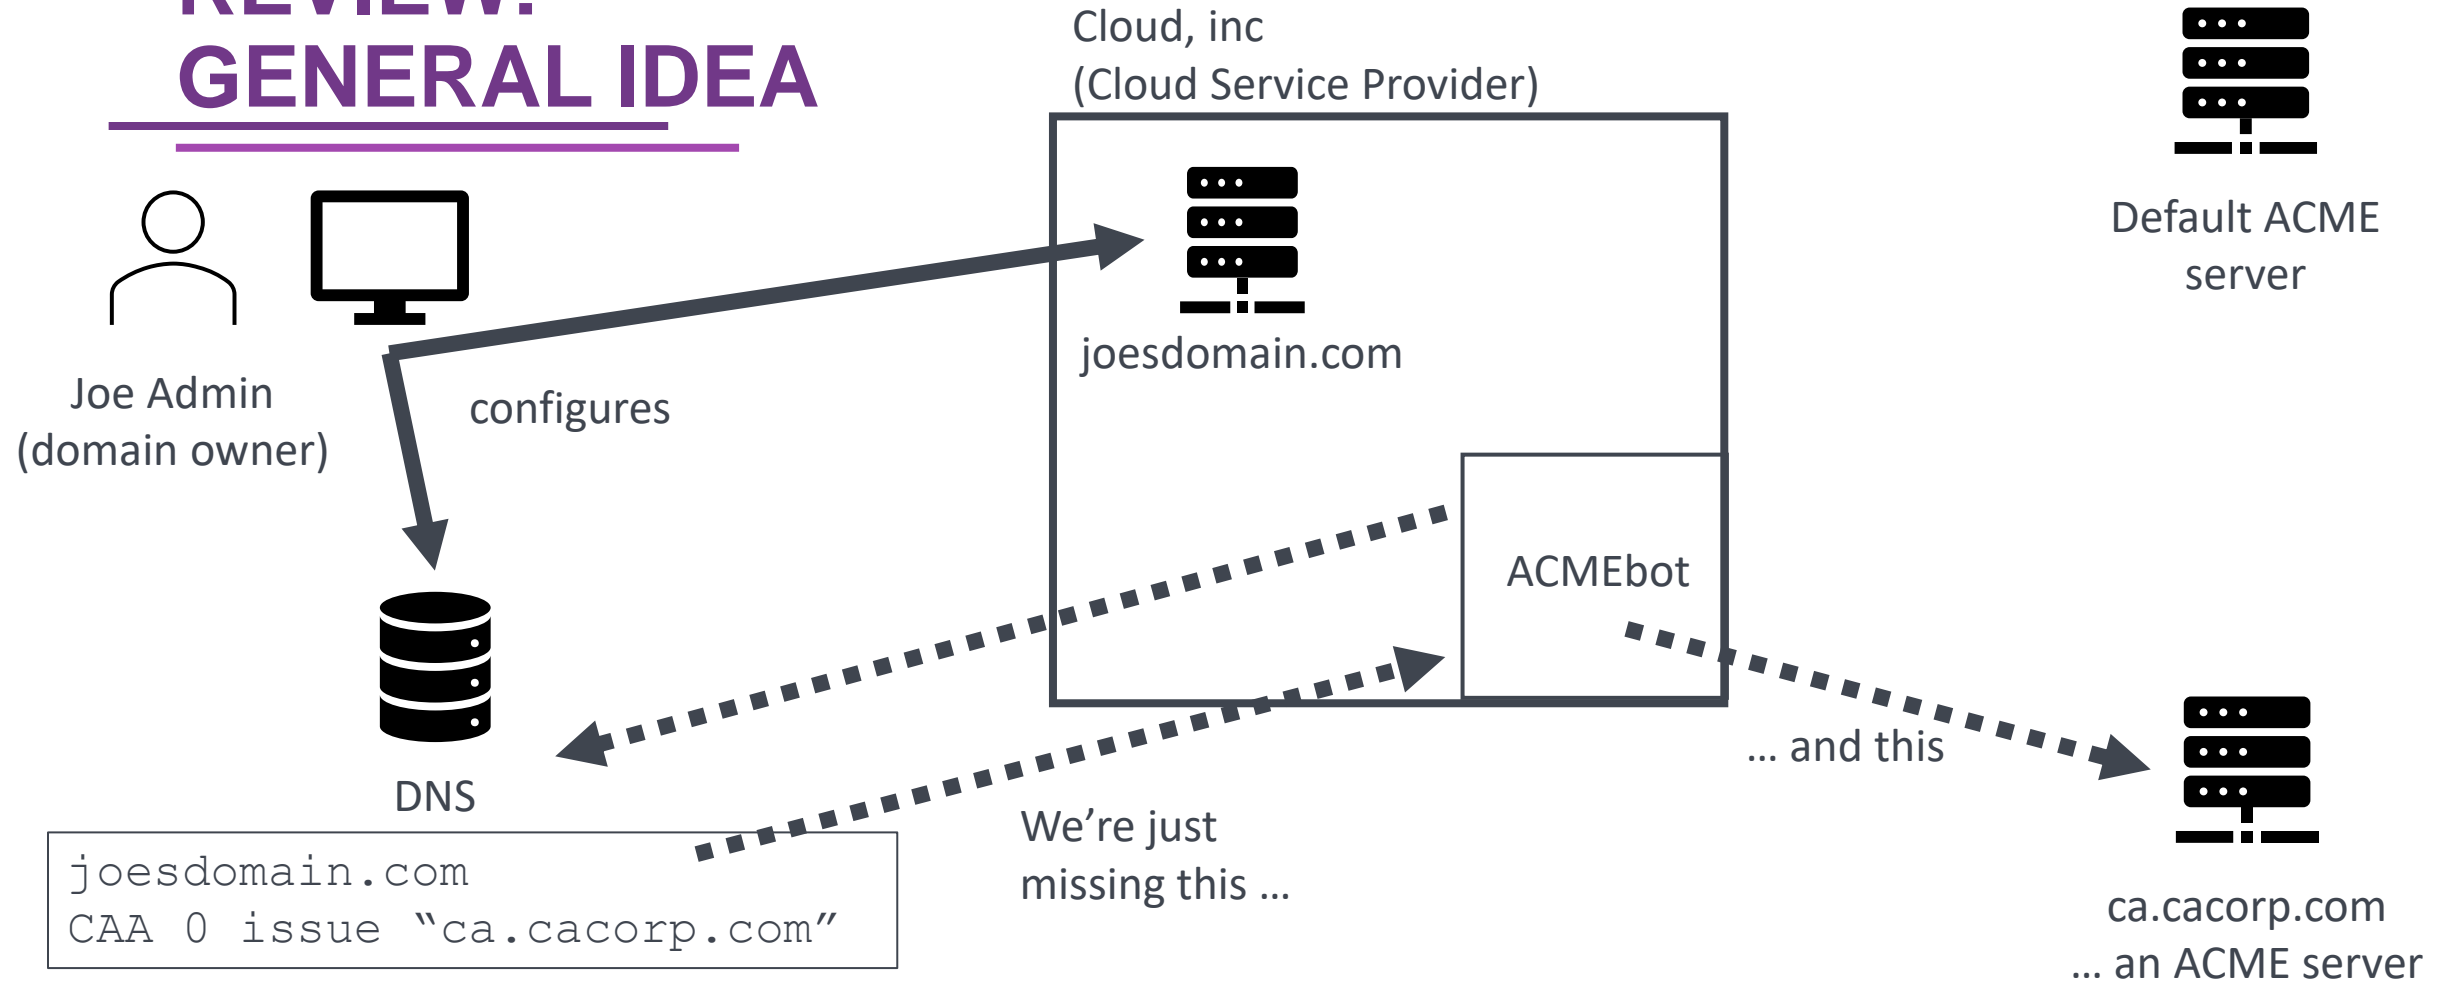 REVIEW:
GENERAL IDEA
Cloud, inc
(Cloud Service Provider)
Default ACME
server
joesdomain.com
Joe Admin
(domain owner)
configures
ACMEbot
… and this
DNS
We’re just
missing this …
joesdomain.com
CAA 0 issue “ca.cacorp.com”
ca.cacorp.com
… an ACME server